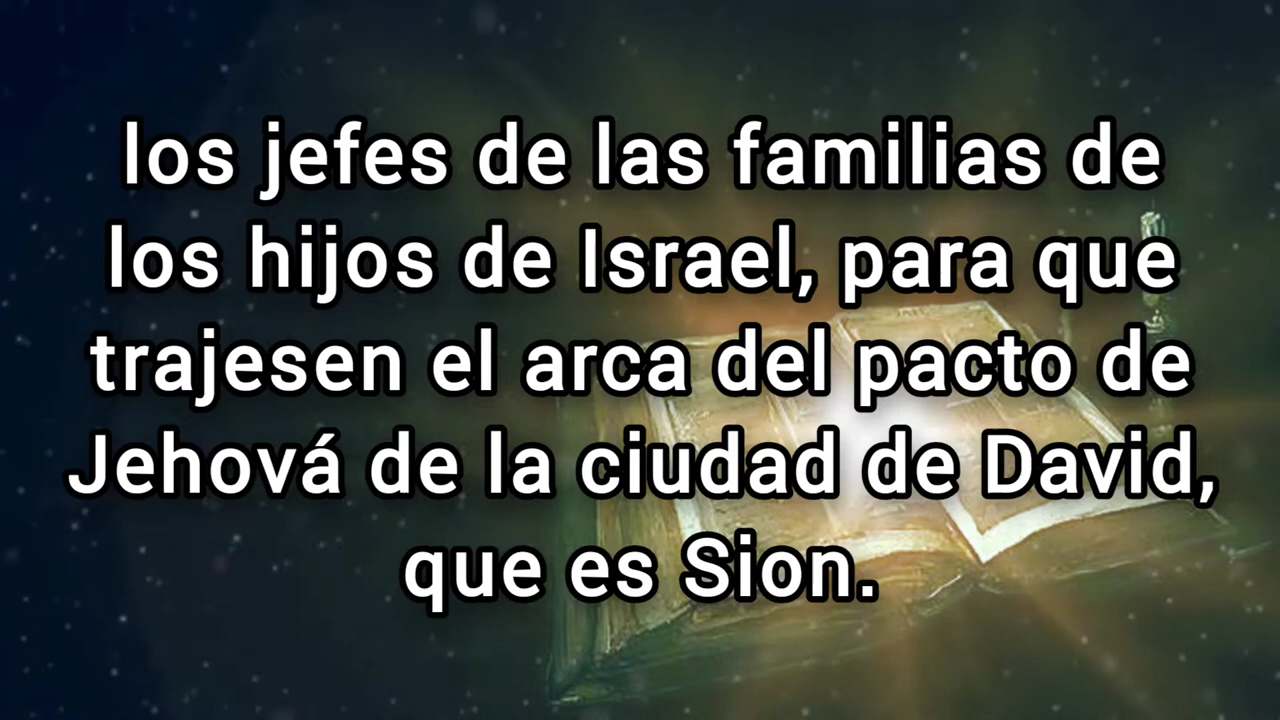 los jefes de las familias de
los hijos de Israel, para que
trajesen el arca del pacto de
Jehová de la ciudad de David,
que es Sion.